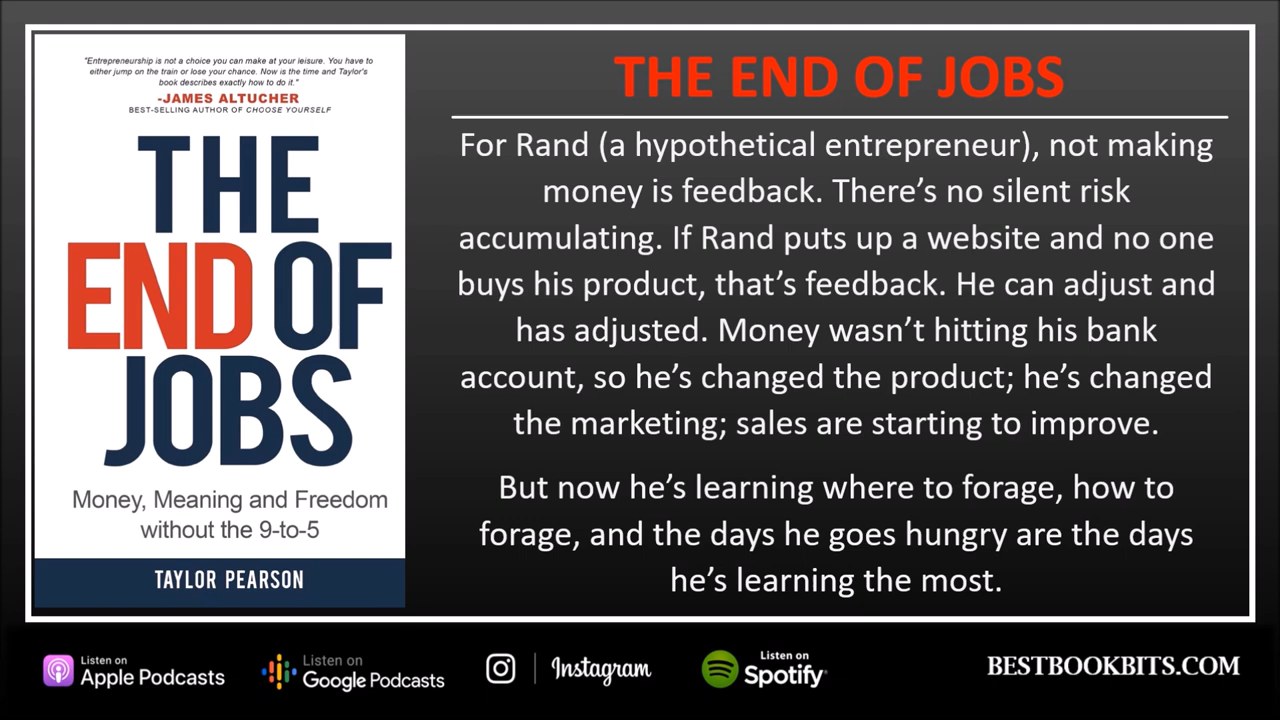 "Entrepreneurship is not a choice you can make at your leisure. You have to
either jump on the train or lose your chance. Now is the time and Taylor's
book describes exactly how to do it."
-JAMES ALTUCHER
BEST-SELLING AUTHOR OF CHOOSE YOURSELF
THE
END OF
JOBS
Money, Meaning and Freedom
without the 9-to-5
TAYLOR PEARSON
THE END OF JOBS
For Rand (a hypothetical entrepreneur), not making
money is feedback. There's no silent risk
accumulating. If Rand puts up a website and no one
buys his product, that's feedback. He can adjust and
has adjusted. Money wasn't hitting his bank
account, so he's changed the product; he's changed
the marketing; sales are starting to improve.
But now he's learning where to forage, how to
forage, and the days he goes hungry are the days
he's learning the most.
Listen on
Apple Podcasts
Listen on
Google Podcasts
Instagram
Listen on
Spotify
BESTBOOKBITS.COM